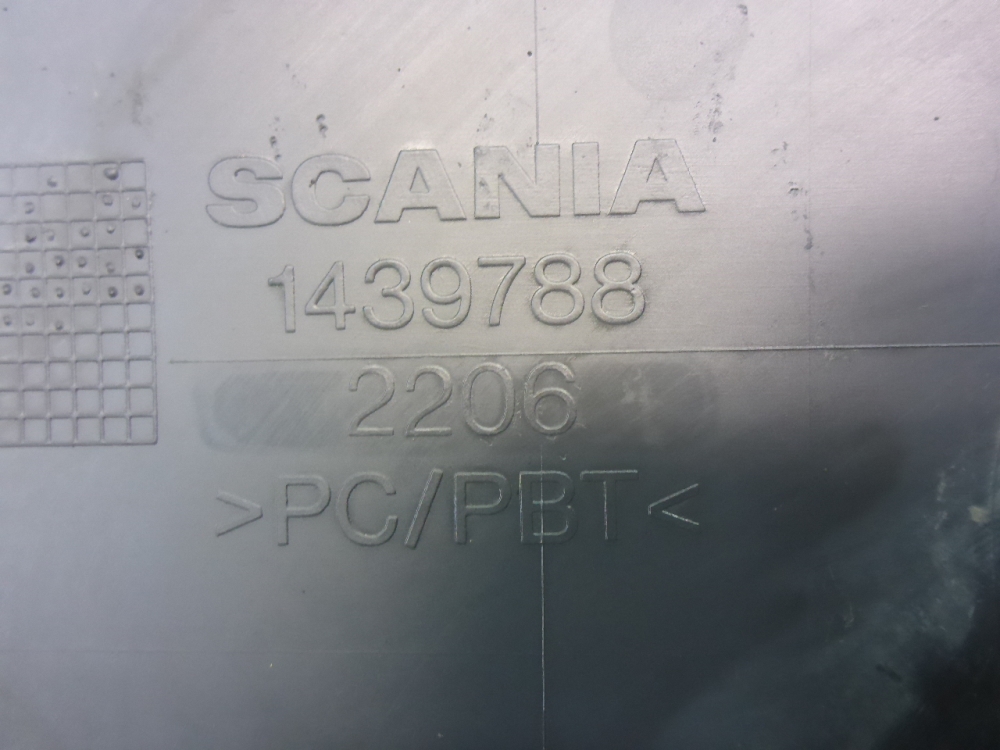 SCANIA
1439788
2206
>PC/PBT<